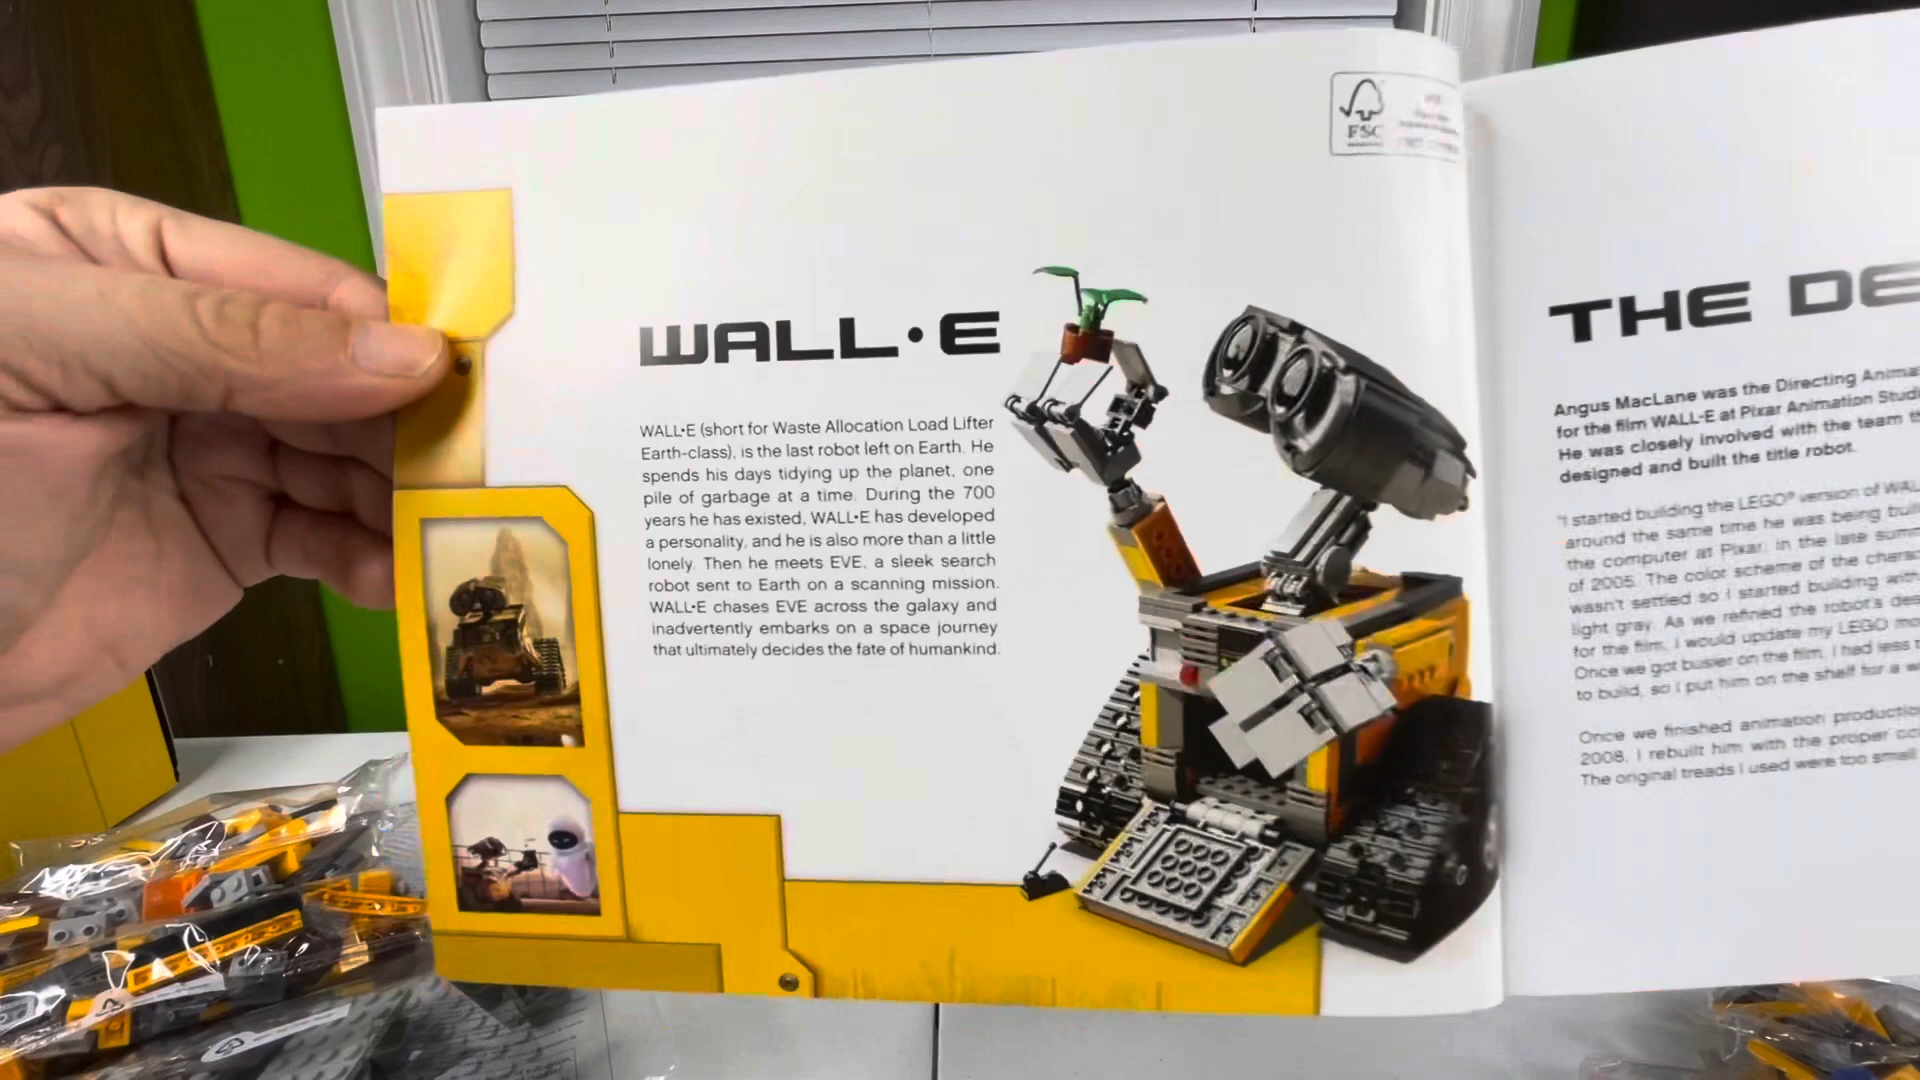 FSC
WALL•E
WALL•E (short for Waste Allocation Load Lifter
Earth-class), is the last robot left on Earth. He
spends his days tidying up the planet, one
pile of garbage at a time. During the 700
years he has existed, WALL•E has developed
a personality, and he is also more than a little
lonely. Then he meets EVE, a sleek search
robot sent to Earth on a scanning mission.
WALL•E chases EVE across the galaxy and
inadvertently embarks on a space journey
that ultimately decides the fate of humankind.
THE DE
Angus MacLane was the Directing Anima
for the film WALL•E at Pixar Animation Studi
He was closely involved with the team th
designed and built the title robot.
"I started building the LEGO® version of WAL
around the same time he was being buil
the computer at Pixar. In the late summ
of 2005. The color scheme of the charac
wasn't settled so I started building with
light gray. As we refined the robot's des
for the film, I would update my LEGO mo
Once we got busier on the film, I had less t
to build, so I put him on the shelf for a w
Once we finished animation productio
2008, I rebuilt him with the proper co
The original treads I used were too small